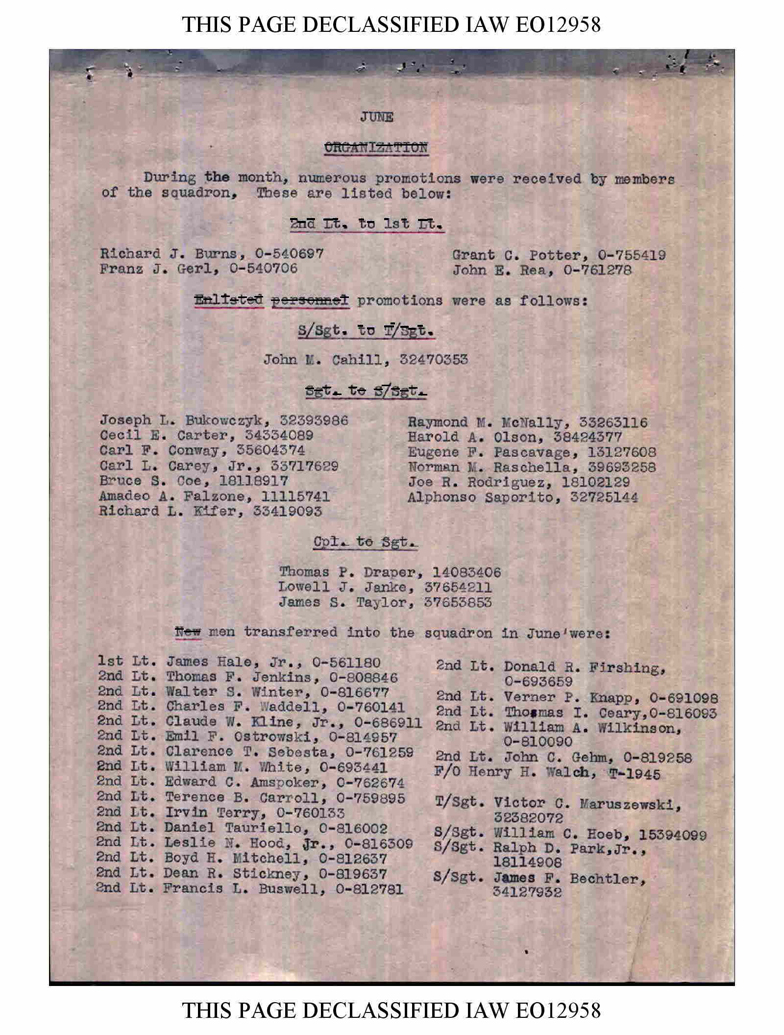 THIS PAGE DECLASSIFIED IAW EO12958
JUNE
ORGANIZATION
During the month, numerous promotions were received by members
of the squadron, These are listed below:
2nd Lt. to 1st Lt.
Richard J. Burns, 0-540697
Franz J. Gerl, 0-540706
Grant C. Potter, 0-755419
John E. Rea, 0-761278
Enlisted personnel promotions were as follows:
S/Sgt. to T/Sgt.
John M. Cahill, 32470353
Sgt. to S/Sgt.
Joseph L. Bukowczyk, 32393986
Cecil E. Carter, 34334089
Carl F. Conway, 35604374
Carl L. Carey, Jr., 33717629
Bruce S. Coe, 18118917
Amadeo A. Falzone, 11115741
Richard L. Kifer, 33419093
Raymond M. McNally, 33263116
Harold A. Olson, 38424377
Eugene F. Pascavage, 13127608
Norman M. Raschella, 39693258
Joe R. Rodriguez, 18102129
Alphonso Saporito, 32725144
Cpl. to Sgt.
Thomas P. Draper, 14083406
Lowell J. Janke, 37654211
James S. Taylor, 37653853
New men transferred into the squadron in June were:
1st Lt. James Hale, Jr., 0-561180
2nd Lt. Thomas F. Jenkins, 0-808846
2nd Lt. Walter S. Winter, 0-816677
2nd Lt. Charles F. Waddell, 0-760141
2nd Lt. Claude W. Kline, Jr., 0-686911
2nd Lt. Emil F. Ostrowski, 0-814957
2nd Lt. Clarence T. Sebesta, 0-761259
2nd Lt. William M. White, 0-693441
2nd Lt. Edward C. Amspoker, 0-762674
2nd Lt. Terence B. Carroll, 0-759895
2nd Lt. Irvin Terry, 0-760133
2nd Lt. Daniel Tauriello, 0-816002
2nd Lt. Leslie N. Hood, Jr., 0-816309
2nd Lt. Boyd H. Mitchell, 0-812637
2nd Lt. Dean R. Stickney, 0-819637
2nd Lt. Francis L. Buswell, 0-812781
2nd Lt. Donald R. Firshing,
0-693659
2nd Lt. Verner P. Knapp, 0-691098
2nd Lt. Thomas I. Ceary,0-816093
2nd Lt. William A. Wilkinson,
0-810090
2nd Lt. John C. Gehm, 0-819258
F/O Henry H. Walch, T-1945
T/Sgt. Victor C. Maruszewski,
32382072
S/Sgt. William C. Hoeb, 15394099
S/Sgt. Ralph D. Park,Jr.,
18114908
S/Sgt. James F. Bechtler,
34127932
THIS PAGE DECLASSIFIED IAW EO12958